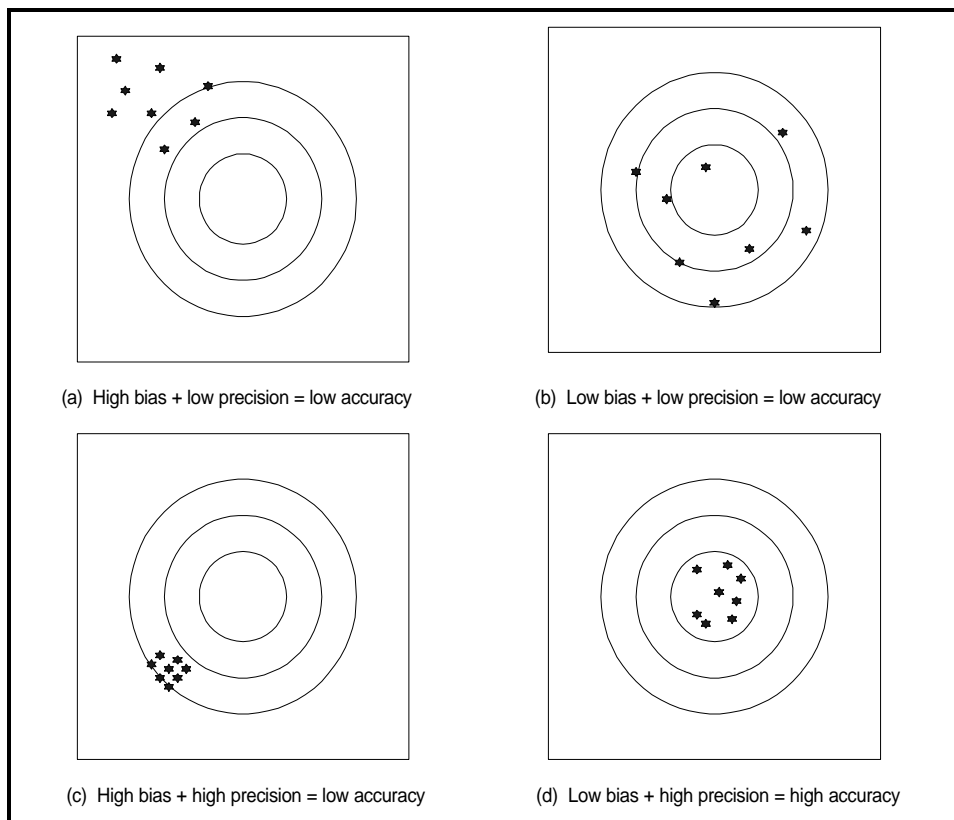 (a) High bias + low precision = low accuracy
(b) Low bias + low precision = low accuracy
(c) High bias + high precision = low accuracy
(d) Low bias + high precision = high accuracy